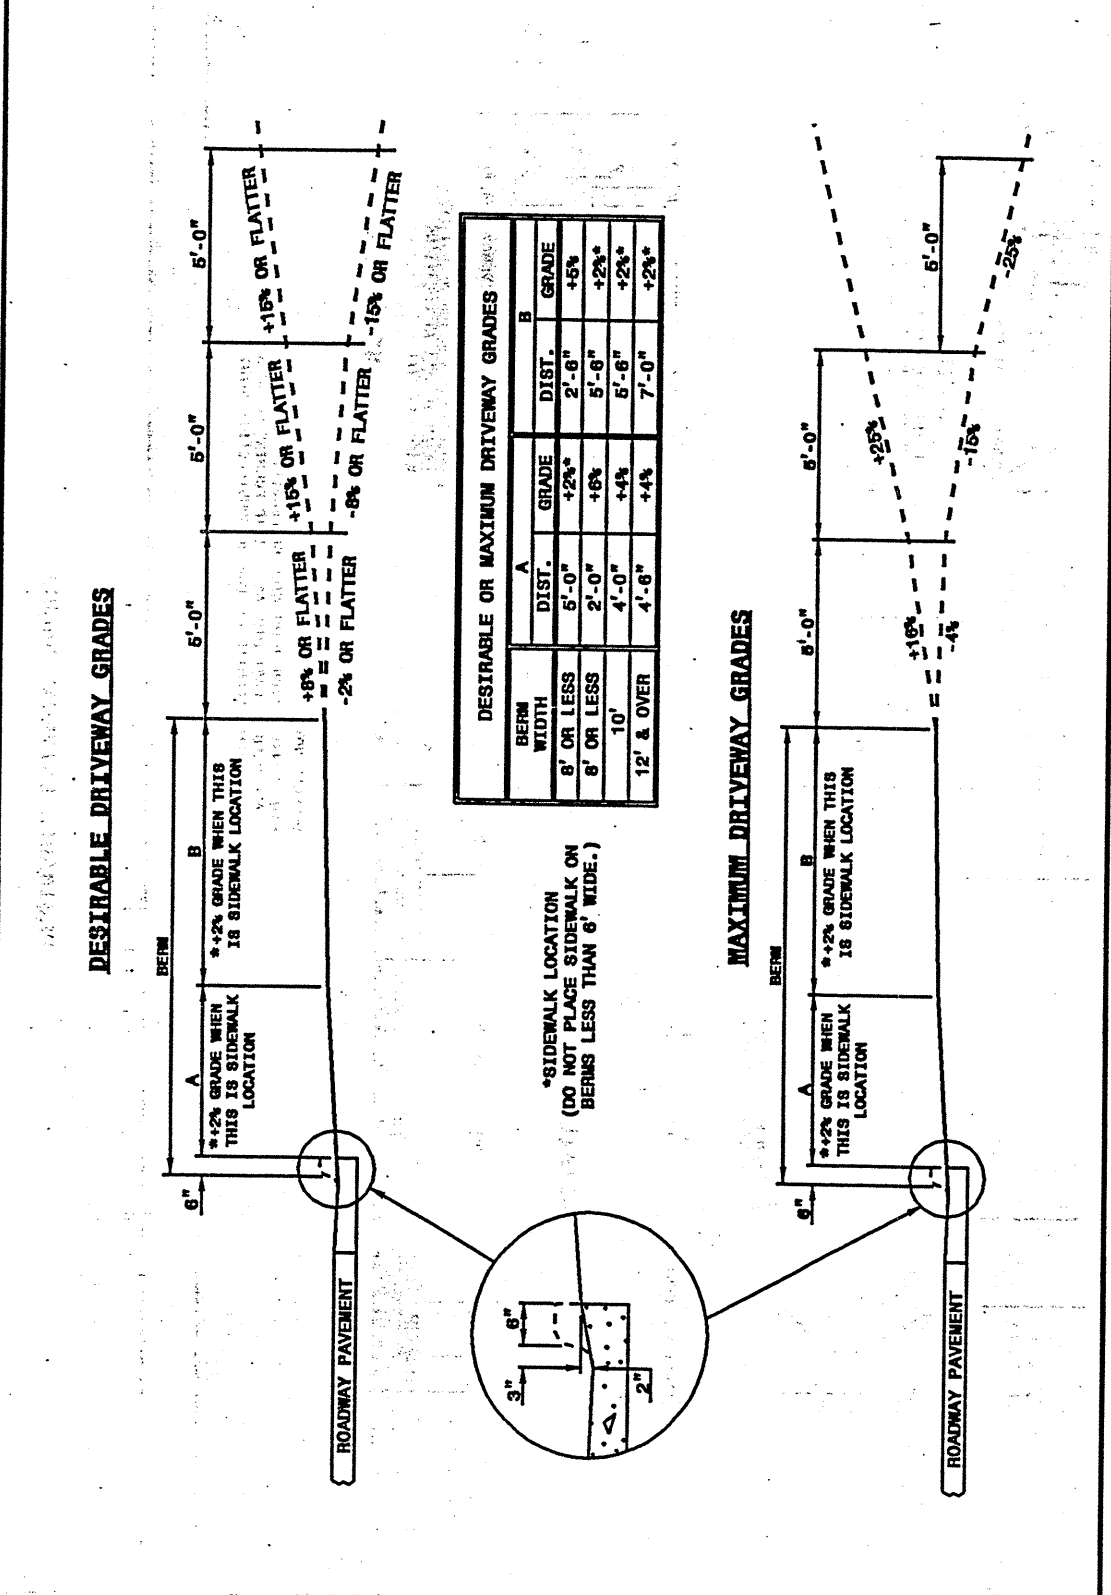 DESIRABLE DRIVEWAY GRADES
BERM
5'-0"
5'-0"
5'-0"
6"
A
B
*+2% GRADE WHEN
THIS IS SIDEWALK
LOCATION
*+2% GRADE WHEN THIS
IS SIDEWALK LOCATION
+8% OR FLATTER
+15% OR FLATTER
+15% OR FLATTER
-2% OR FLATTER
-8% OR FLATTER
-15% OR FLATTER
ROADWAY PAVEMENT
3"
6"
2"
*SIDEWALK LOCATION
(DO NOT PLACE SIDEWALK ON
BERMS LESS THAN 6' WIDE.)
DESIRABLE OR MAXIMUM DRIVEWAY GRADES
BERM WIDTH A B
DIST. GRADE DIST. GRADE
8' OR LESS 5'-0" +2%* 2'-6" +5%
8' OR LESS 2'-0" +6% 5'-6" +2%*
10' 4'-0" +4% 5'-6" +2%*
12' & OVER 4'-6" +4% 7'-0" +2%*
MAXIMUM DRIVEWAY GRADES
BERM
6"
A
B
5'-0"
5'-0"
5'-0"
*+2% GRADE WHEN
THIS IS SIDEWALK
LOCATION
*+2% GRADE WHEN THIS
IS SIDEWALK LOCATION
+25%
-4%
-15%
-25%
ROADWAY PAVEMENT